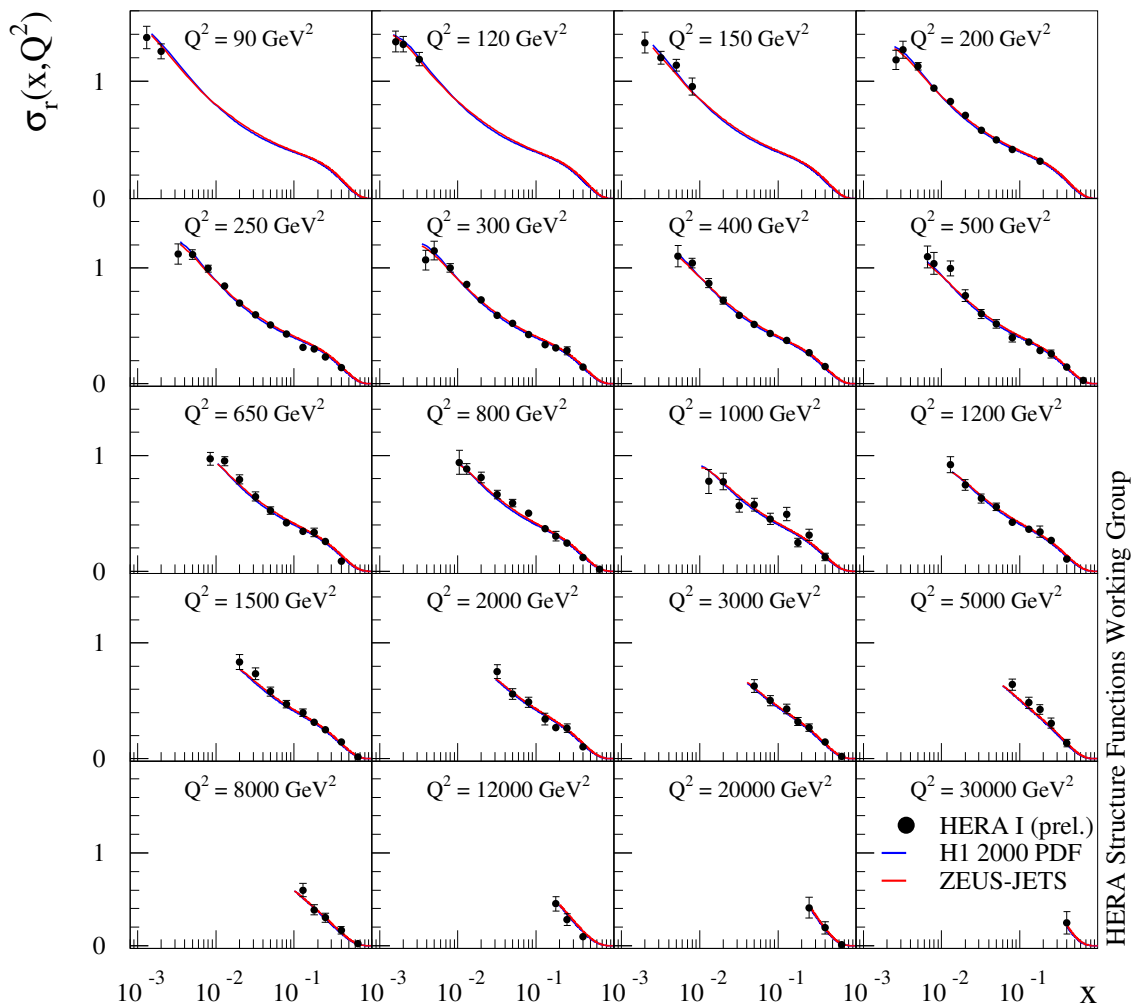 σr(x,Q²)
Q² = 90 GeV²
Q² = 120 GeV²
Q² = 150 GeV²
Q² = 200 GeV²
1
0
Q² = 250 GeV²
Q² = 300 GeV²
Q² = 400 GeV²
Q² = 500 GeV²
1
0
Q² = 650 GeV²
Q² = 800 GeV²
Q² = 1000 GeV²
Q² = 1200 GeV²
1
0
Q² = 1500 GeV²
Q² = 2000 GeV²
Q² = 3000 GeV²
Q² = 5000 GeV²
1
0
Q² = 8000 GeV²
Q² = 12000 GeV²
Q² = 20000 GeV²
Q² = 30000 GeV²
1
0
HERA I (prel.)
H1 2000 PDF
ZEUS-JETS
10⁻³ 10⁻² 10⁻¹ 10⁻³ 10⁻² 10⁻¹ 10⁻³ 10⁻² 10⁻¹ 10⁻³ 10⁻² 10⁻¹ x
HERA Structure Functions Working Group